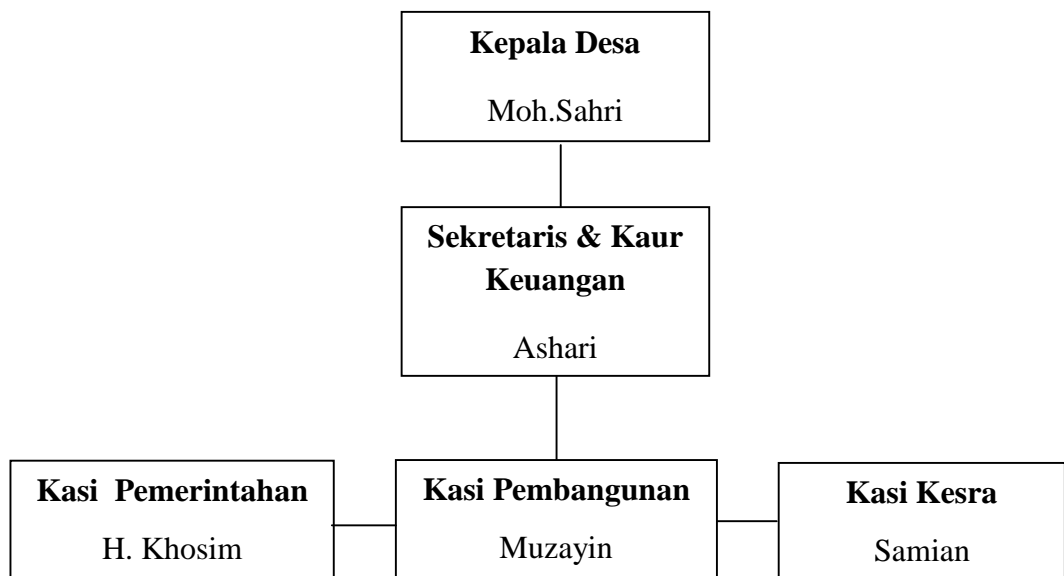 Kepala Desa
Moh.Sahri
Sekretaris & Kaur
Keuangan
Ashari
Kasi Pemerintahan
H. Khosim
Kasi Pembangunan
Muzayin
Kasi Kesra
Samian